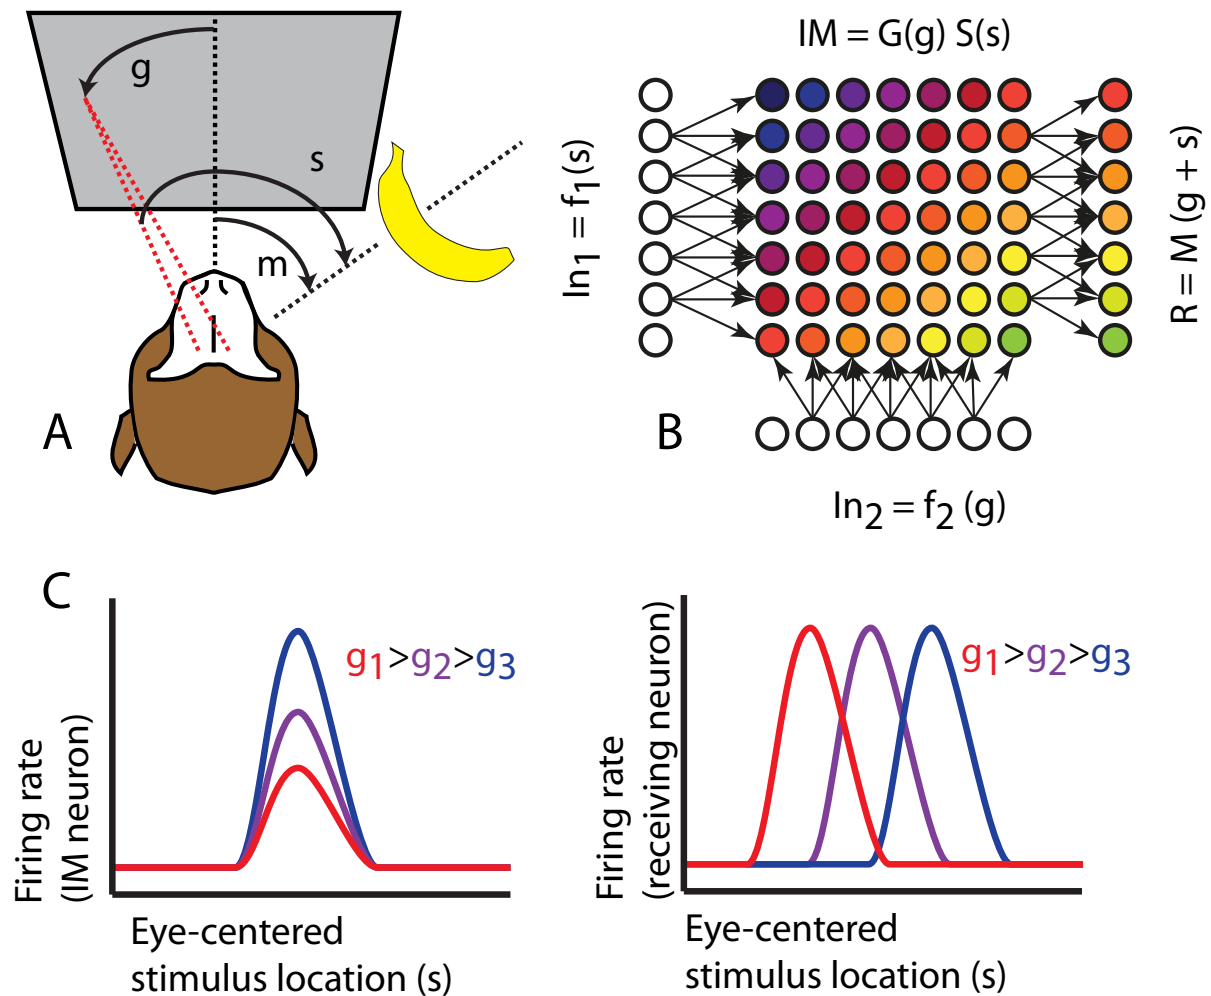 g
s
m
A
IM = G(g) S(s)
In1 = f1(s)
R = M (g + s)
B
In2 = f2 (g)
C
g1>g2>g3
Firing rate
(IM neuron)
Eye-centered
stimulus location (s)
g1>g2>g3
Firing rate
(receiving neuron)
Eye-centered
stimulus location (s)